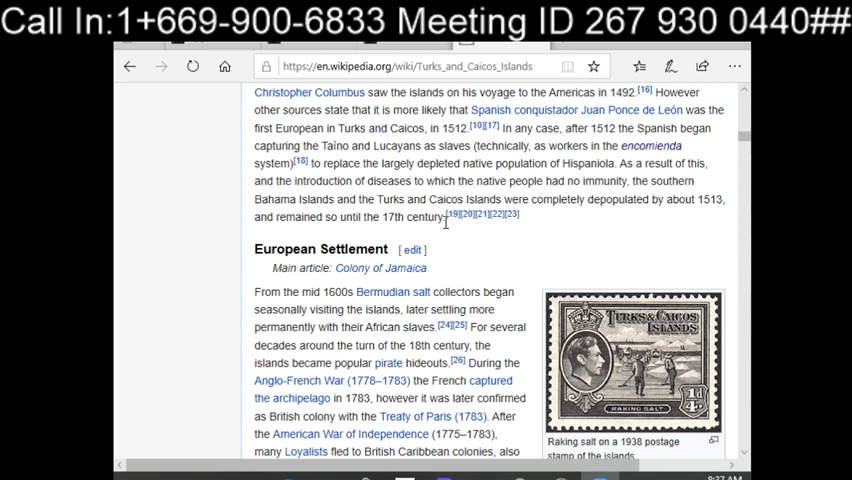 Call In:1+669-900-6833 Meeting ID 267 930 0440##
https://en.wikipedia.org/wiki/Turks_and_Caicos_Islands
Christopher Columbus saw the islands on his voyage to the Americas in 1492.[16] However
other sources state that it is more likely that Spanish conquistador Juan Ponce de León was the
first European in Turks and Caicos, in 1512.[10][17] In any case, after 1512 the Spanish began
capturing the Taíno and Lucayans as slaves (technically, as workers in the encomienda
system)[18] to replace the largely depleted native population of Hispaniola. As a result of this,
and the introduction of diseases to which the native people had no immunity, the southern
Bahama Islands and the Turks and Caicos Islands were completely depopulated by about 1513,
and remained so until the 17th century.[19][20][21][22][23]
European Settlement [ edit ]
Main article: Colony of Jamaica
From the mid 1600s Bermudian salt collectors began
seasonally visiting the islands, later settling more
permanently with their African slaves.[24][25] For several
decades around the turn of the 18th century, the
islands became popular pirate hideouts.[26] During the
Anglo-French War (1778–1783) the French captured
the archipelago in 1783, however it was later confirmed
as British colony with the Treaty of Paris (1783). After
the American War of Independence (1775–1783),
many Loyalists fled to British Caribbean colonies, also
TURKS & CAICOS
ISLANDS
RAKING SALT
1/4 d
Raking salt on a 1938 postage
stamp of the islands
8:37 AM